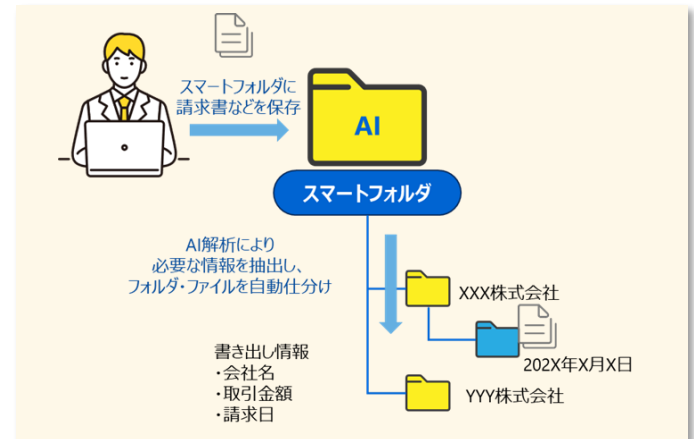 スマートフォルダに
請求書などを保存
AI
スマートフォルダ
AI解析により
必要な情報を抽出し、
フォルダ・ファイルを自動仕分け
XXX株式会社
202X年X月X日
YYY株式会社
書き出し情報
・会社名
・取引金額
・請求日